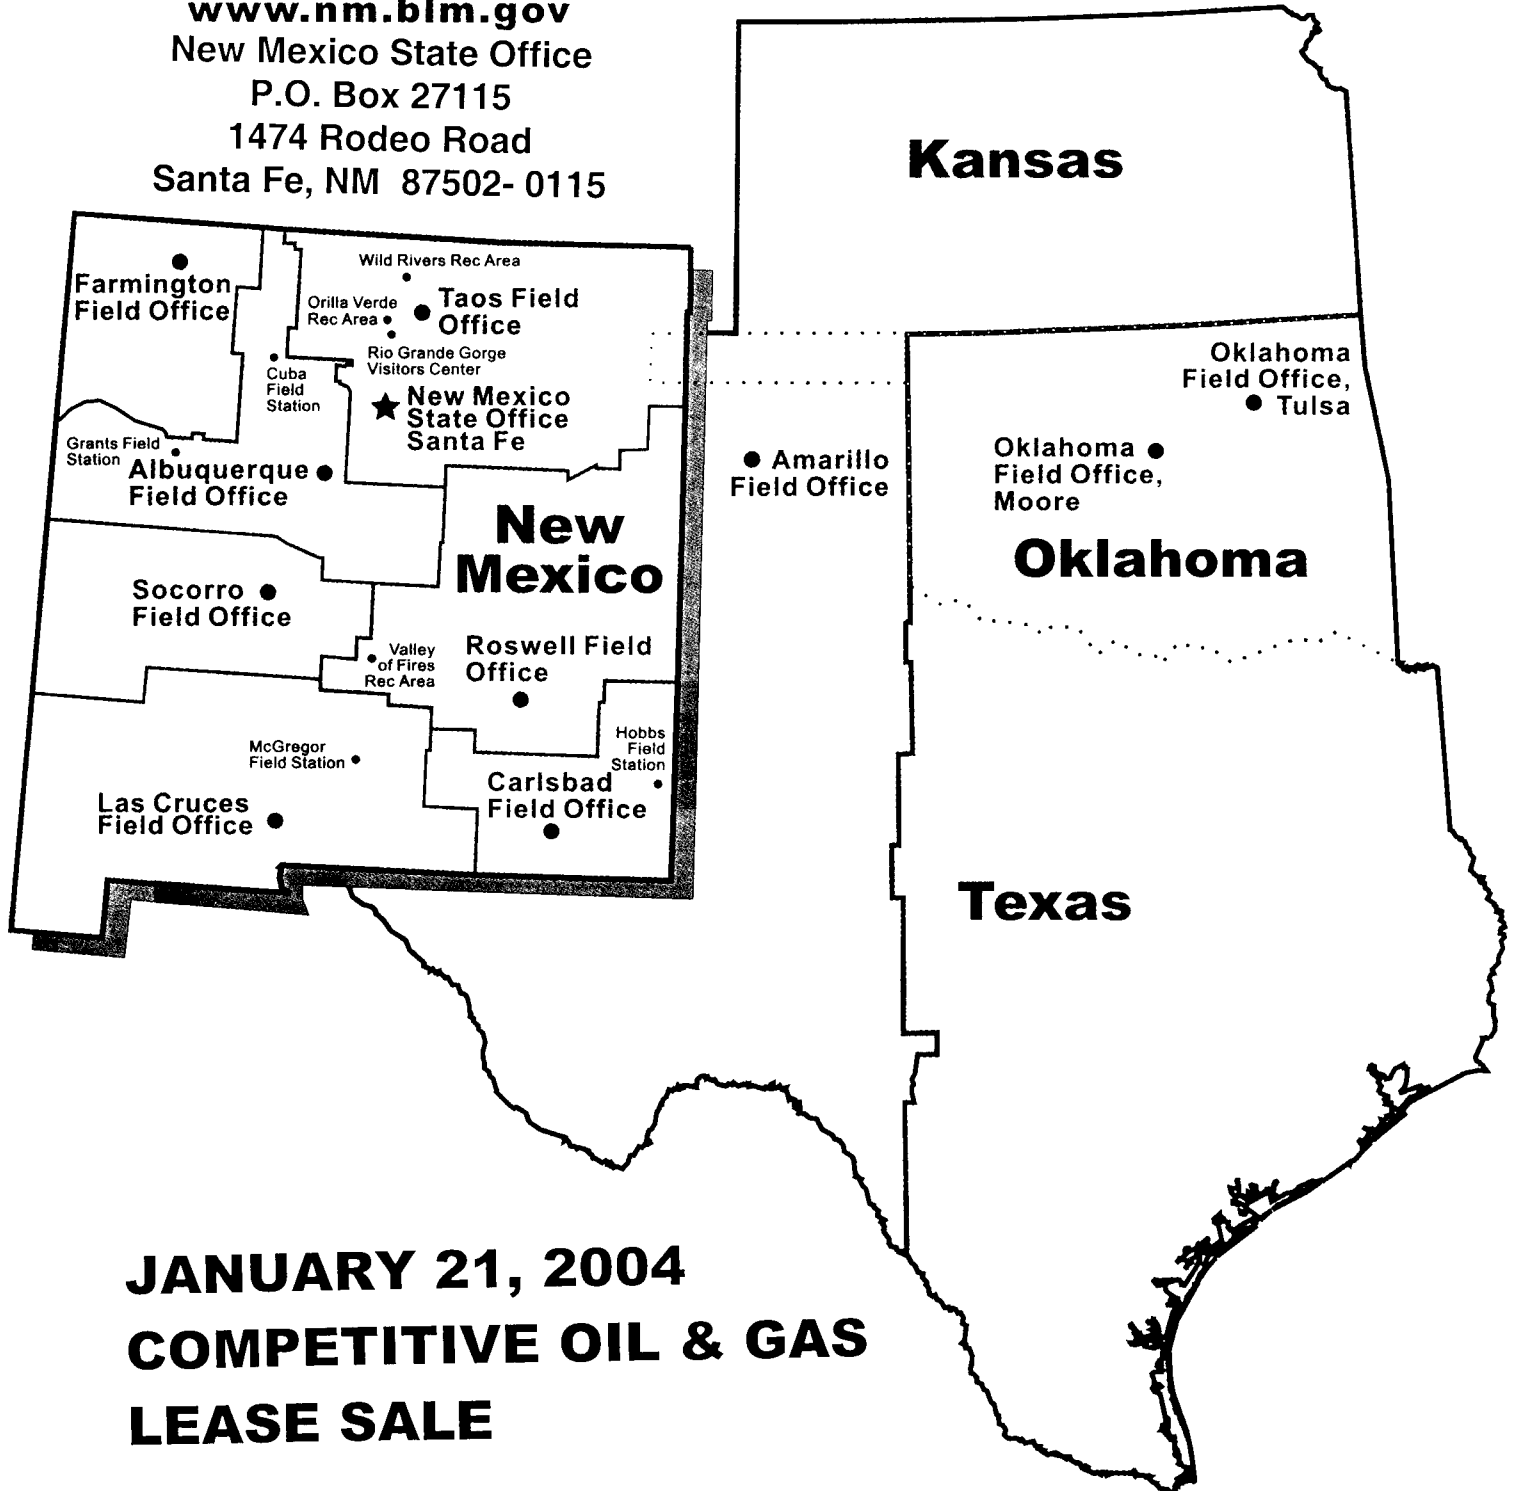 www.nm.blm.gov
New Mexico State Office
P.O. Box 27115
1474 Rodeo Road
Santa Fe, NM 87502- 0115
Kansas
Farmington
Field Office
Wild Rivers Rec Area
Orilla Verde
Rec Area
Taos Field
Office
Rio Grande Gorge
Visitors Center
Cuba
Field
Station
New Mexico
State Office
Santa Fe
Grants Field
Station
Albuquerque
Field Office
New
Mexico
Socorro
Field Office
Valley
of Fires
Rec Area
Roswell Field
Office
McGregor
Field Station
Hobbs
Field
Station
Carlsbad
Field Office
Las Cruces
Field Office
Amarillo
Field Office
Oklahoma
Field Office,
Tulsa
Oklahoma
Field Office,
Moore
Oklahoma
Texas
JANUARY 21, 2004
COMPETITIVE OIL & GAS
LEASE SALE